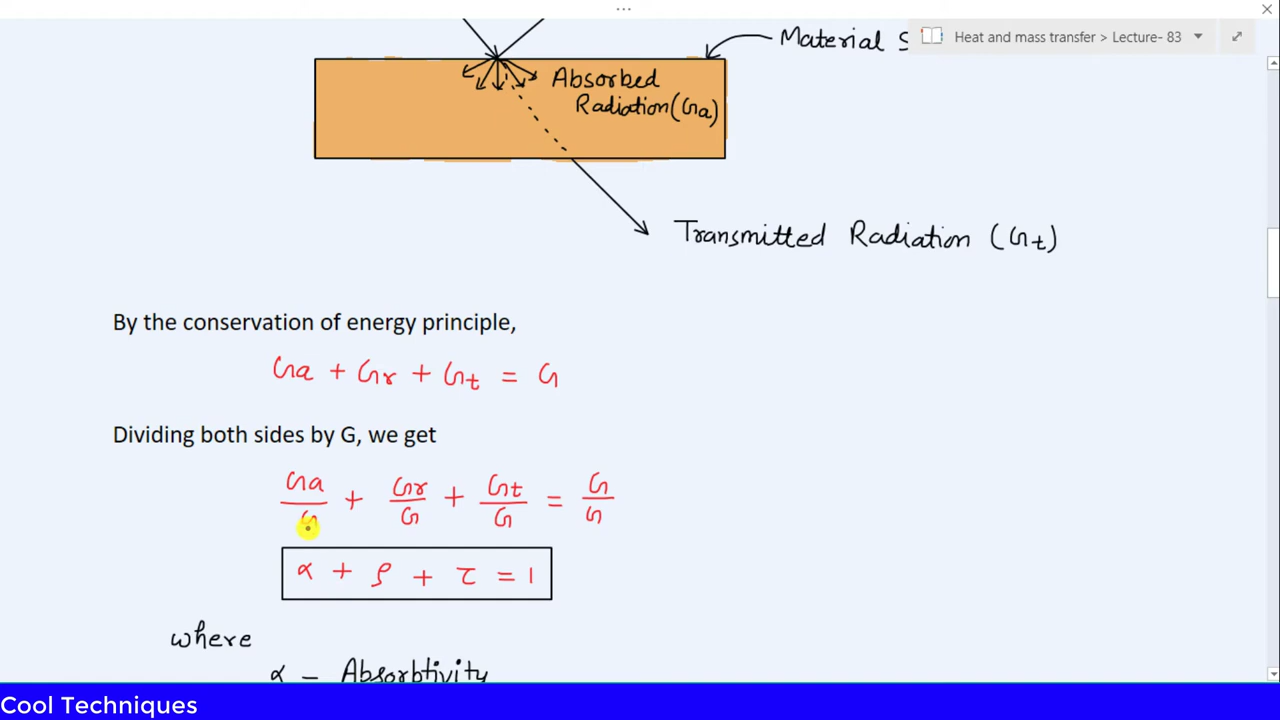 ...
Material S
Heat and mass transfer > Lecture- 83
Absorbed
Radiation(Ga)
Transmitted Radiation (Gt)
By the conservation of energy principle,
Ga + Gr + Gt = G
Dividing both sides by G, we get
Ga/G + Gr/G + Gt/G = G/G
α + ρ + τ = 1
where
α – Absorbtivity
Cool Techniques